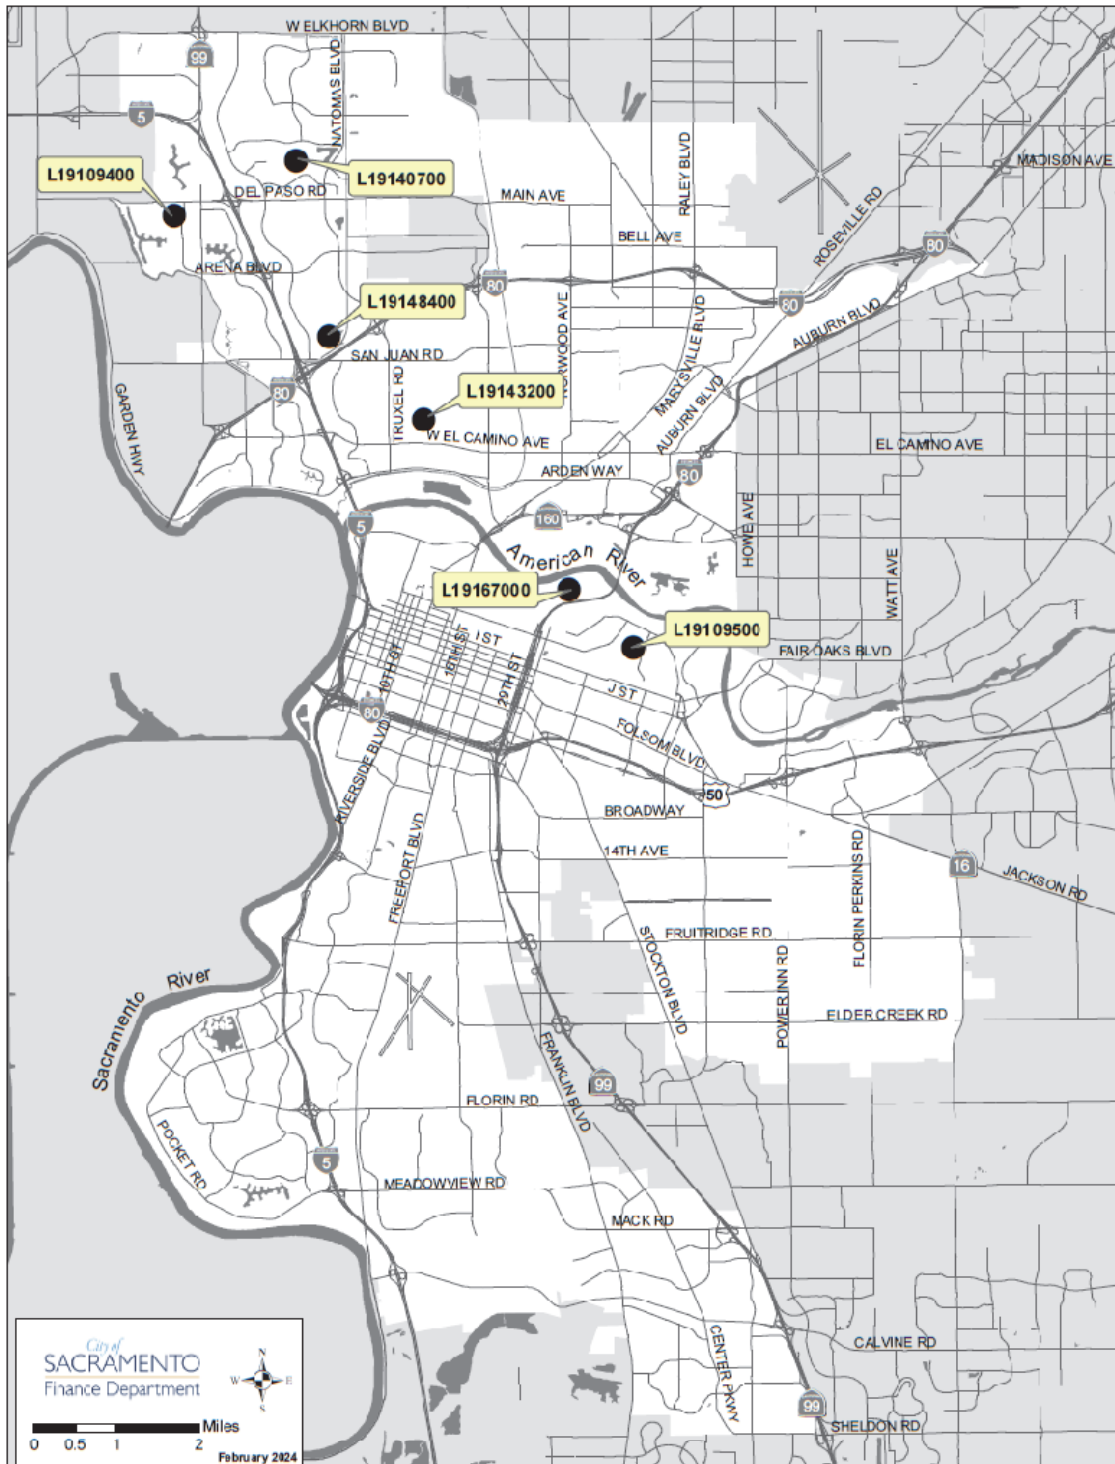 W ELKHORN BLVD
99
NATOMAS BLVD
5
L19109400
L19140700
DEL PASO RD
MAIN AVE
RALEY BLVD
MADISON AVE
ROSEVILLE RD
BELL AVE
80
ARENA BLVD
80
L19148400
80
NORWOOD AVE
MARYSVILLE BLVD
AUBURN BLVD
SAN JUAN RD
L19143200
80
TRUXEL RD
AUBURN BLVD
GARDEN HWY
W EL CAMINO AVE
EL CAMINO AVE
ARDEN WAY
80
160
5
HOWE AVE
American River
WATT AVE
L19167000
L19109500
I ST
FAIR OAKS BLVD
10TH ST
16TH ST
29TH ST
J ST
80
FOLSOM BLVD
RIVERSIDE BLVD
50
BROADWAY
14TH AVE
FREEPORT BLVD
FLORIN PERKINS RD
16
JACKSON RD
FRUITRIDGE RD
STOCKTON BLVD
POWER INN RD
Sacramento River
ELDER CREEK RD
FRANKLIN BLVD
99
FLORIN RD
POCKET RD
5
MEADOWVIEW RD
MACK RD
CENTER PKWY
CALVINE RD
99
SHELDON RD
City of
SACRAMENTO
Finance Department
N
W E
S
Miles
0 0.5 1 2
February 2024